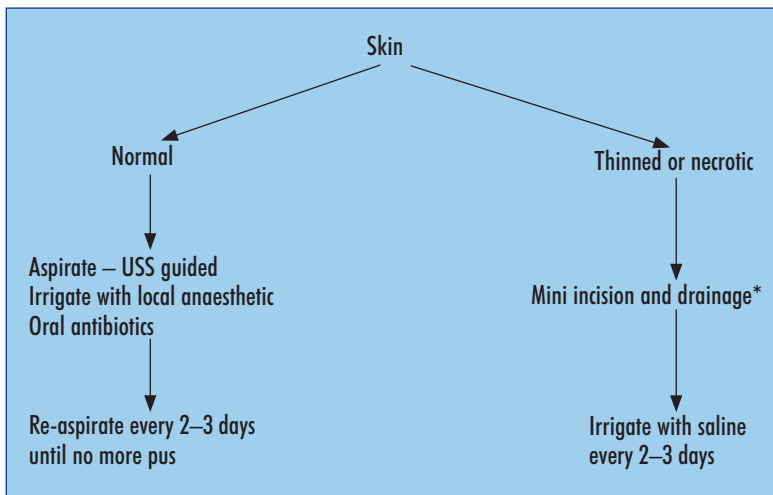 Skin
Normal
Thinned or necrotic
Aspirate – USS guided
Irrigate with local anaesthetic
Oral antibiotics
Mini incision and drainage*
Re-aspirate every 2–3 days
until no more pus
Irrigate with saline
every 2–3 days